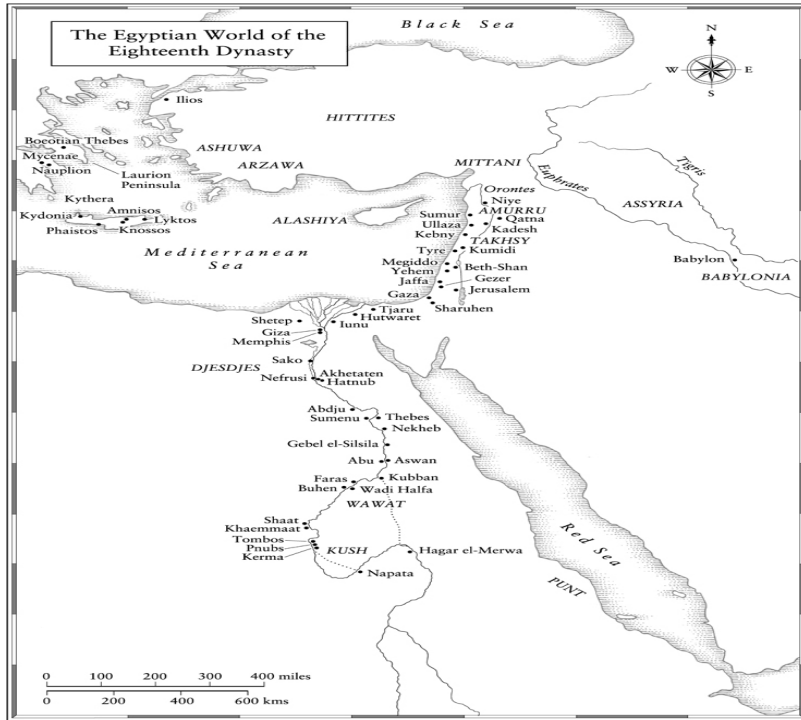 The Egyptian World of the
Eighteenth Dynasty
Black Sea
N
W
E
S
Ilios
HITTITES
Boeotian Thebes
Mycenae
Nauplion
Laurion
Peninsula
ASHUWA
ARZAWA
MITTANI
Euphrates
Tigris
Kythera
Kydonia
Amnisos
Lyktos
Phaistos
Knossos
ALASHIYA
Orontes
Niye
Sumur
AMURRU
Qatna
Ullaza
Kadesh
Kebny
TAKHSY
Tyre
Kumidi
ASSYRIA
Babylon
BABYLONIA
Mediterranean
Sea
Megiddo
Beth-Shan
Yehem
Gezer
Jaffa
Jerusalem
Gaza
Sharuhen
Tjaru
Hutwaret
Shetep
Iunu
Giza
Memphis
Sako
DJESDJES
Akhetaten
Nefrusi
Hatnub
Abdju
Thebes
Sumenu
Nekheb
Gebel el-Silsila
Abu
Aswan
Faras
Kubban
Buhen
Wadi Halfa
WAWAT
Shaat
Khaemmaat
Tombos
Pnubs
KUSH
Kerma
Hagar el-Merwa
Napata
Red Sea
PUNT
0 100 200 300 400 miles
0 200 400 600 kms